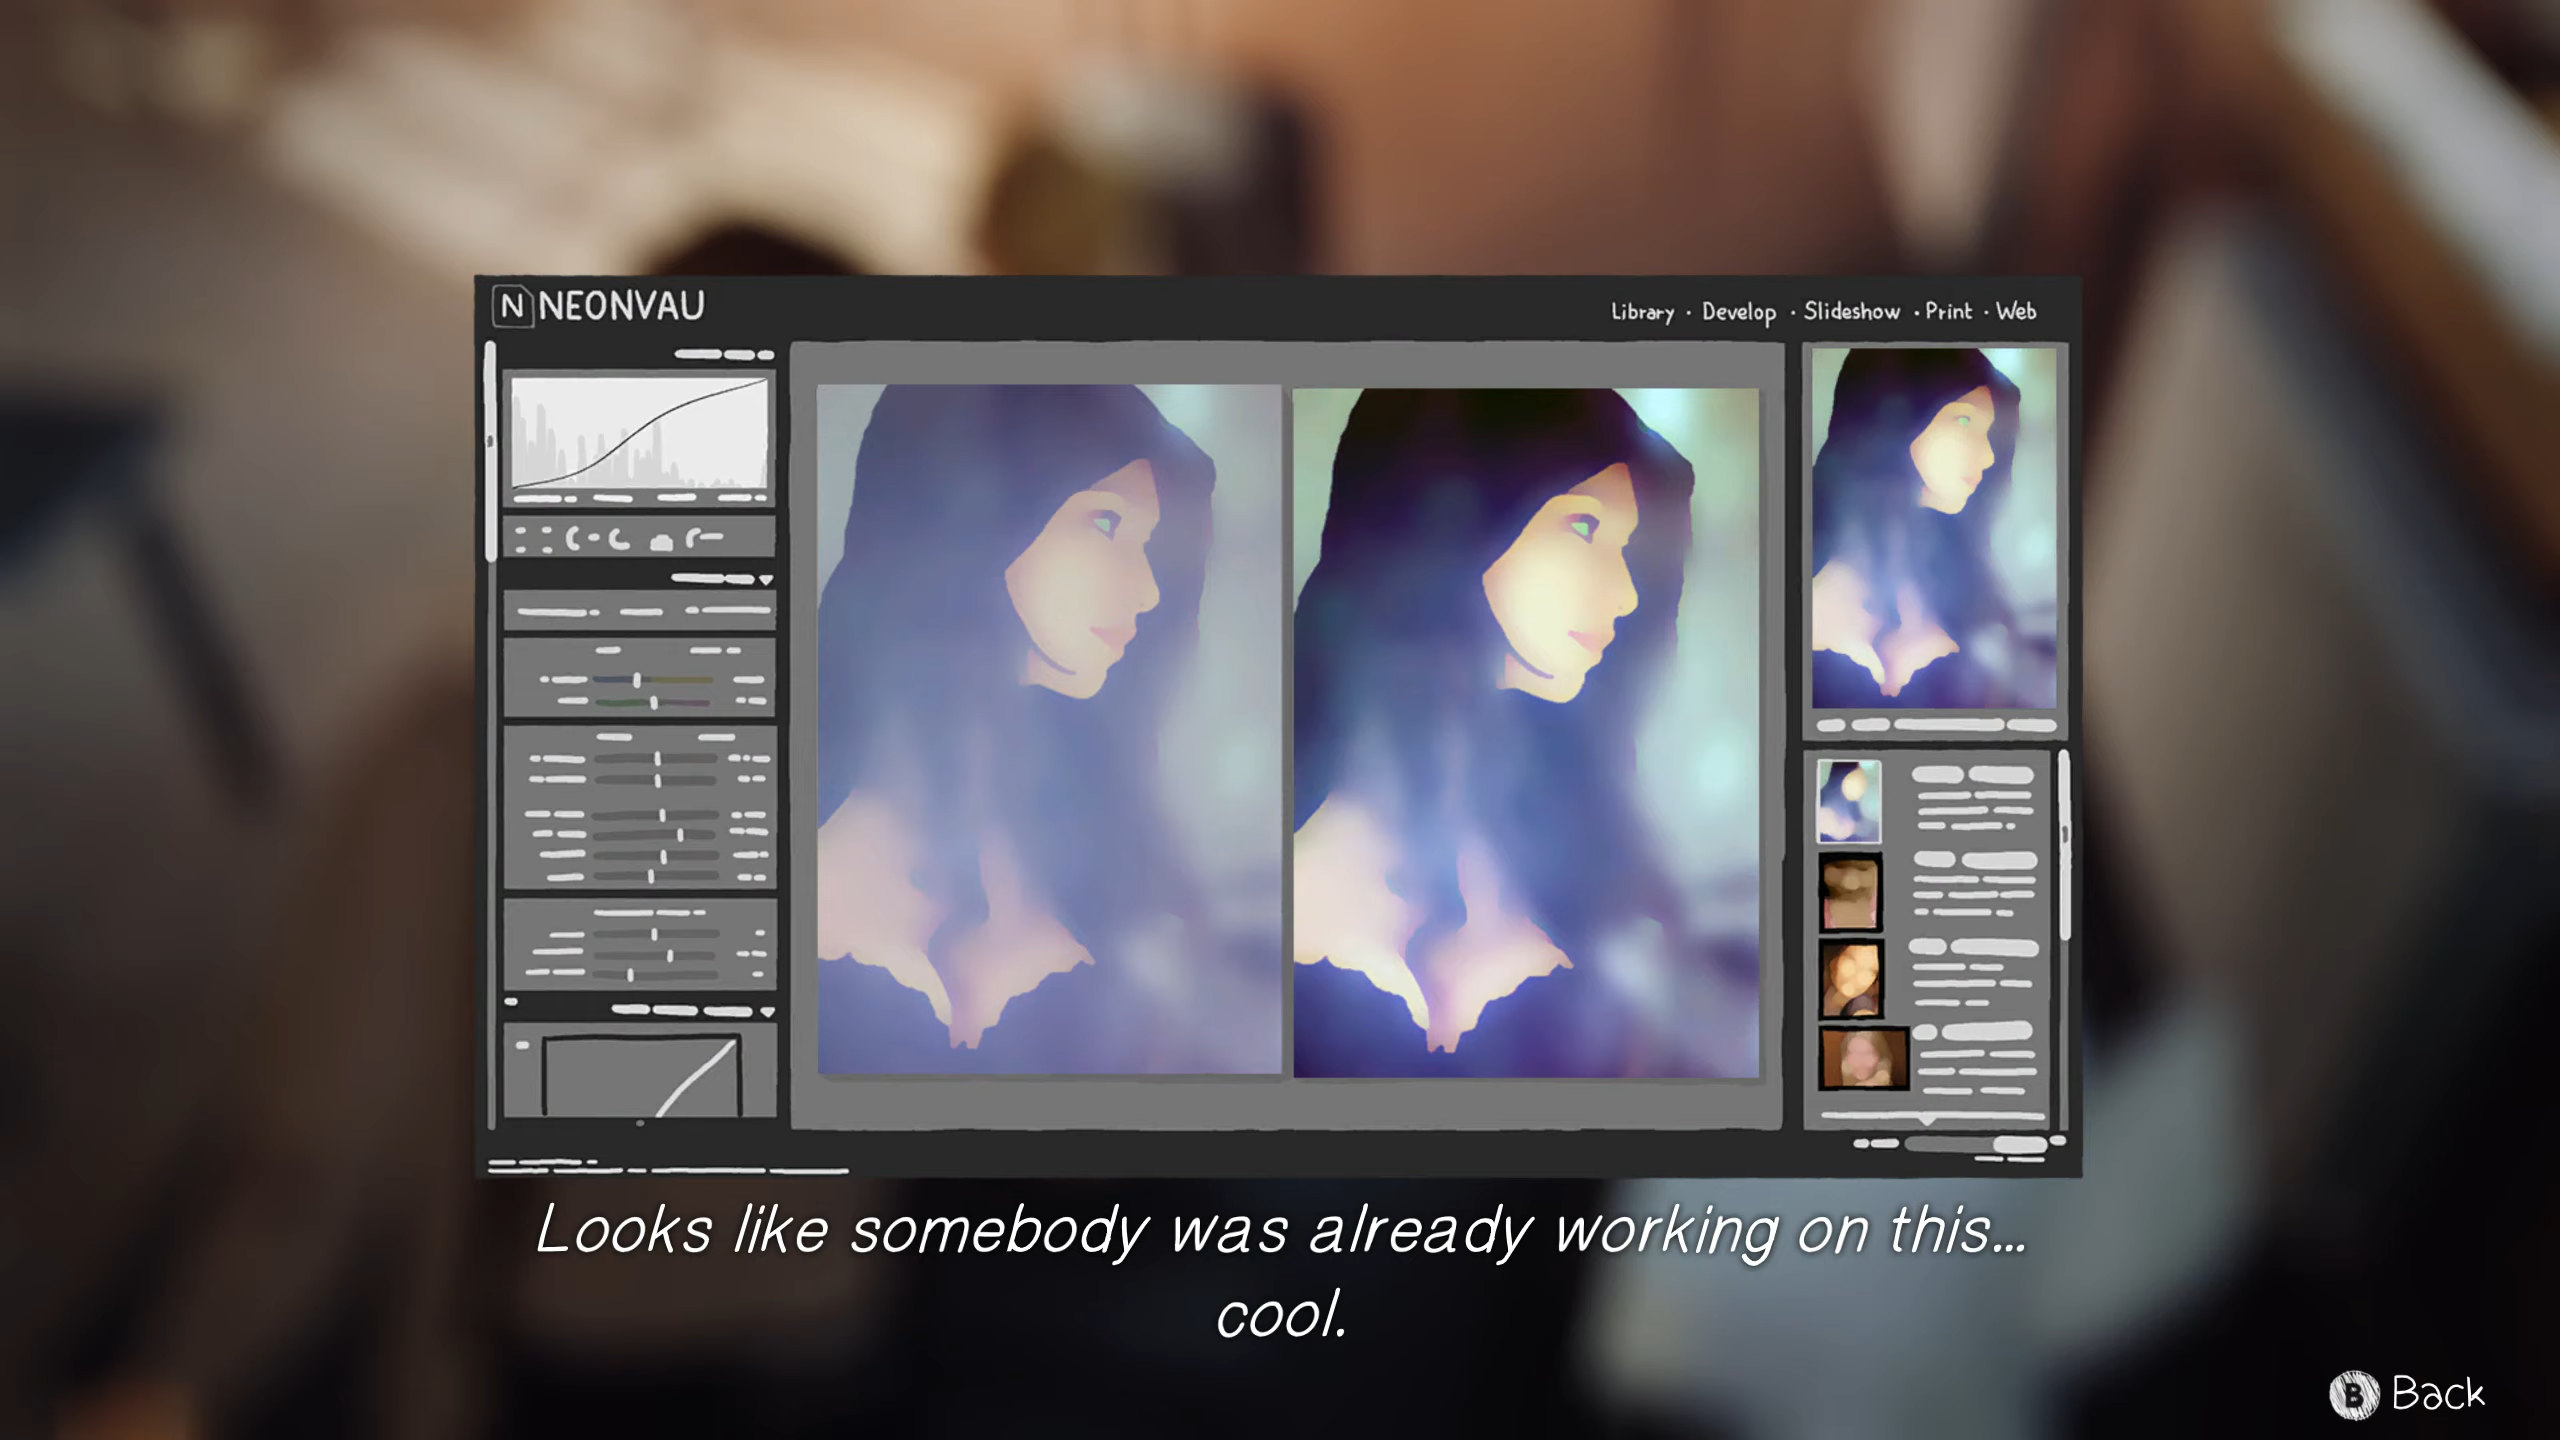 N NEONVAU
Library · Develop · Slideshow · Print · Web
Looks like somebody was already working on this...
cool.
B Back